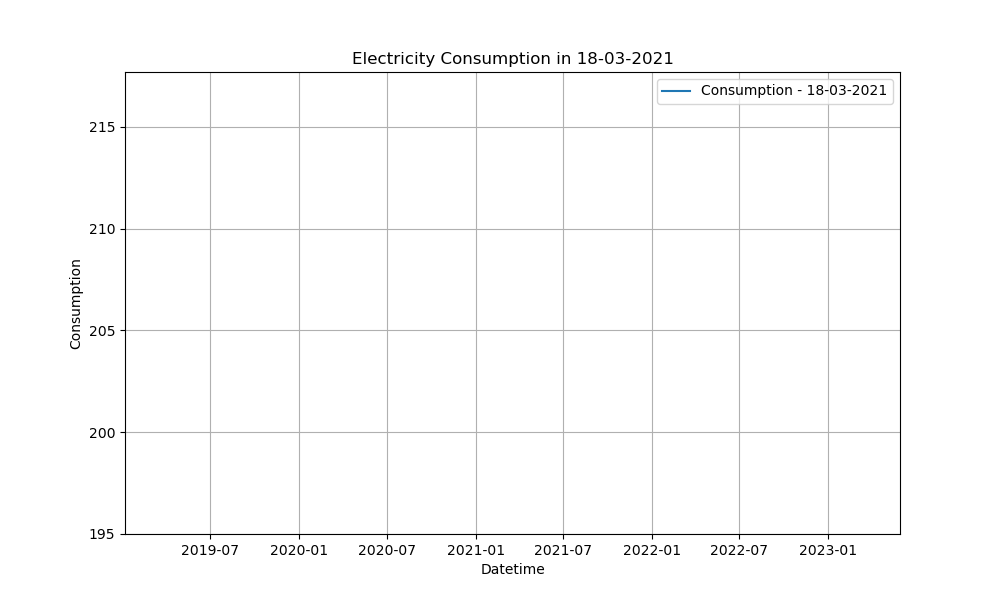 Electricity Consumption in 18-03-2021
Consumption - 18-03-2021
215
210
205
200
195
Consumption
2019-07 2020-01 2020-07 2021-01 2021-07 2022-01 2022-07 2023-01
Datetime